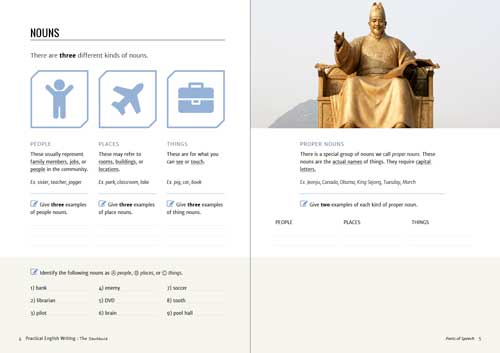 NOUNS
There are three different kinds of nouns.
PEOPLE
These usually represent
family members, jobs, or
people in the community.
Ex. sister, teacher, jogger
Give three examples
of people nouns.
PLACES
These may refer to
rooms, buildings, or
locations.
Ex. park, classroom, lake
Give three examples
of place nouns.
THINGS
These are for what you
can see or touch.
Ex. pig, car, book
Give three examples
of thing nouns.
Identify the following nouns as Ⓐ people, Ⓑ places, or Ⓒ things.
1) bank
2) librarian
3) pilot
4) enemy
5) DVD
6) brain
7) soccer
8) tooth
9) pool hall
4 Practical English Writing : The Workbook
PROPER NOUNS
There is a special group of nouns we call proper nouns. These
nouns are the actual names of things. They require capital
letters.
Ex. Jeonju, Canada, Obama, King Sejong, Tuesday, March
Give two examples of each kind of proper noun.
PEOPLE
PLACES
THINGS
Parts of Speech 5